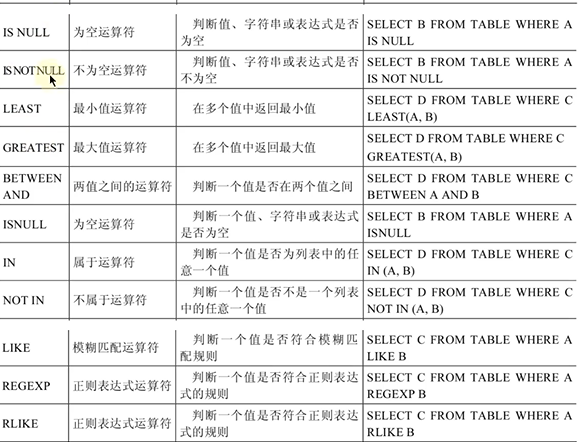 IS NULL 为空运算符 判断值、字符串或表达式是否为空 SELECT B FROM TABLE WHERE A IS NULL
IS NOT NULL 不为空运算符 判断值、字符串或表达式是否不为空 SELECT B FROM TABLE WHERE A IS NOT NULL
LEAST 最小值运算符 在多个值中返回最小值 SELECT D FROM TABLE WHERE C LEAST(A, B)
GREATEST 最大值运算符 在多个值中返回最大值 SELECT D FROM TABLE WHERE C GREATEST(A, B)
BETWEEN AND 两值之间的运算符 判断一个值是否在两个值之间 SELECT D FROM TABLE WHERE C BETWEEN A AND B
ISNULL 为空运算符 判断一个值、字符串或表达式是否为空 SELECT B FROM TABLE WHERE A ISNULL
IN 属于运算符 判断一个值是否为列表中的任意一个值 SELECT D FROM TABLE WHERE C IN (A, B)
NOT IN 不属于运算符 判断一个值是否不是一个列表中的任意一个值 SELECT D FROM TABLE WHERE C NOT IN (A, B)
LIKE 模糊匹配运算符 判断一个值是否符合模糊匹配规则 SELECT C FROM TABLE WHERE A LIKE B
REGEXP 正则表达式运算符 判断一个值是否符合正则表达式的规则 SELECT C FROM TABLE WHERE A REGEXP B
RLIKE 正则表达式运算符 判断一个值是否符合正则表达式的规则 SELECT C FROM TABLE WHERE A RLIKE B